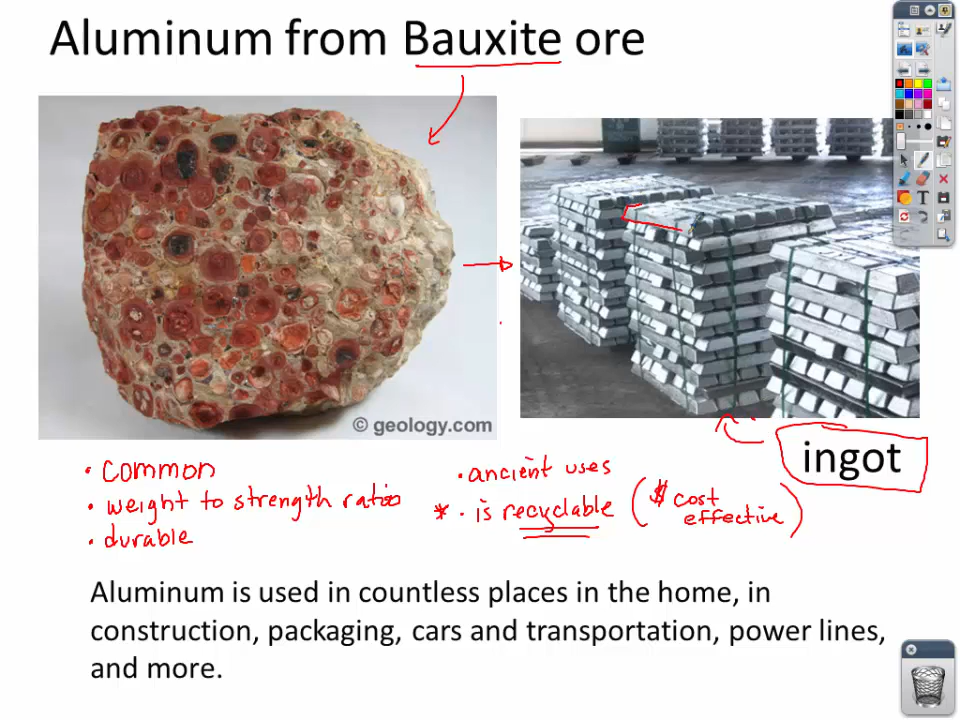 Aluminum from Bauxite ore
© geology.com
ingot
• common
• weight to strength ratio
• durable
• ancient uses
* • is recyclable ($ cost effective)
Aluminum is used in countless places in the home, in
construction, packaging, cars and transportation, power lines,
and more.
T